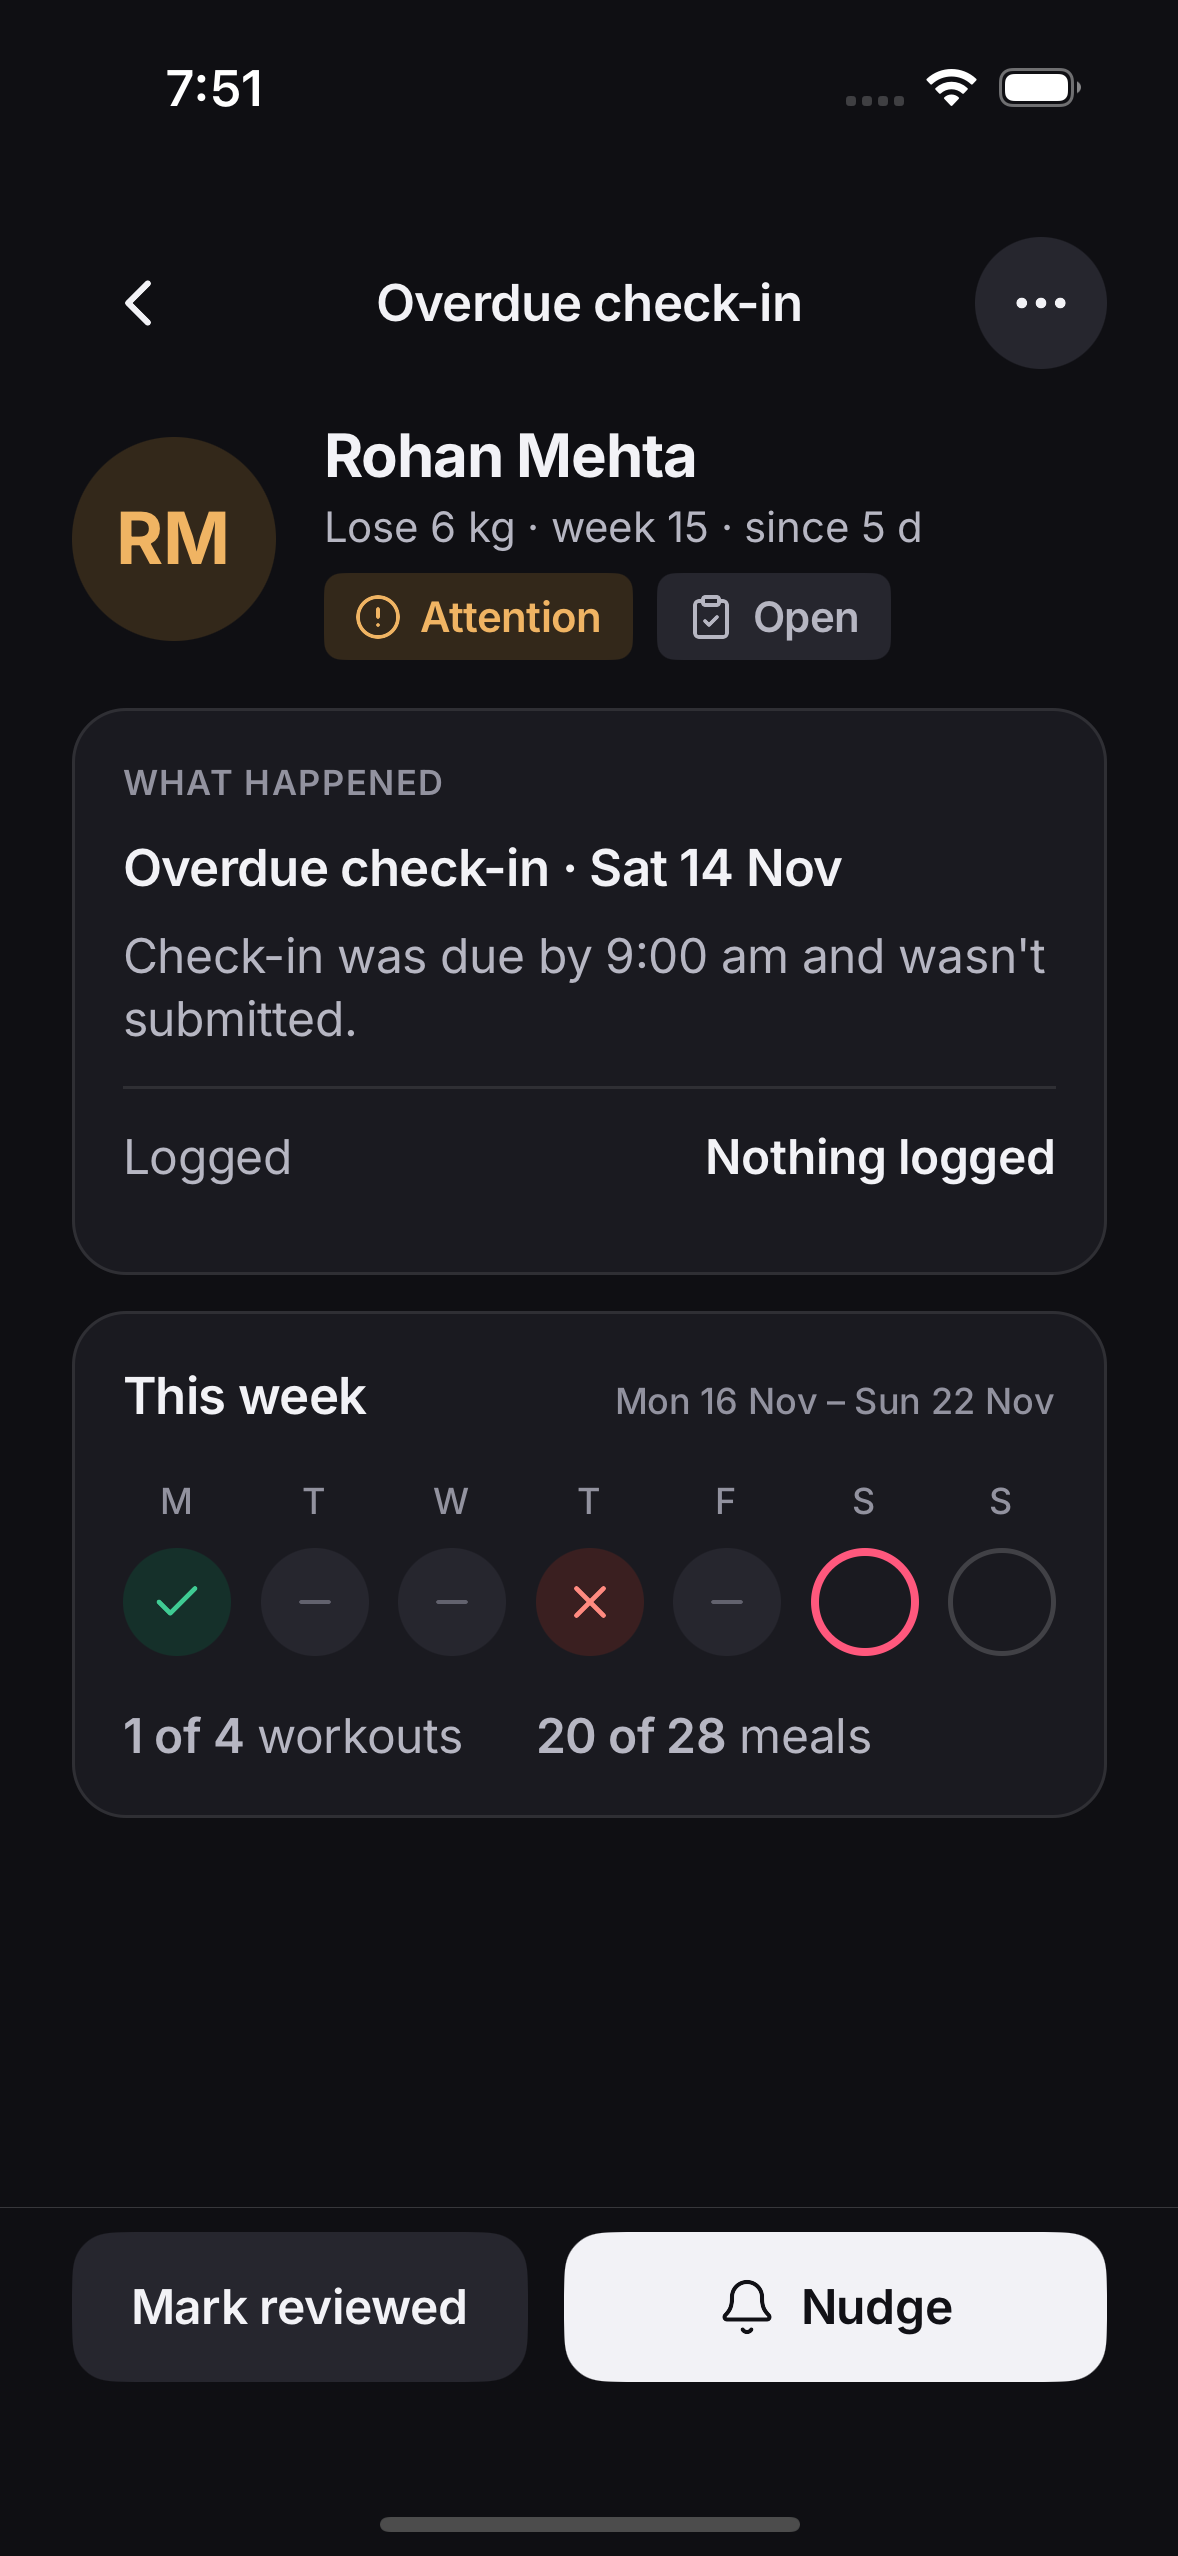 7:51
Overdue check-in
RM
Rohan Mehta
Lose 6 kg · week 15 · since 5 d
Attention
Open
WHAT HAPPENED
Overdue check-in · Sat 14 Nov
Check-in was due by 9:00 am and wasn't
submitted.
Logged
Nothing logged
This week
Mon 16 Nov – Sun 22 Nov
M T W T F S S
1 of 4 workouts
20 of 28 meals
Mark reviewed
Nudge